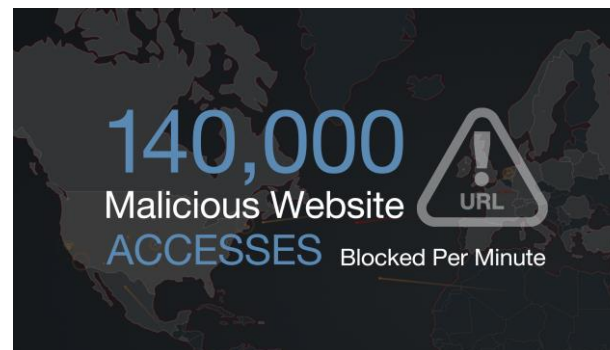 140,000
Malicious Website
URL
ACCESSES Blocked Per Minute